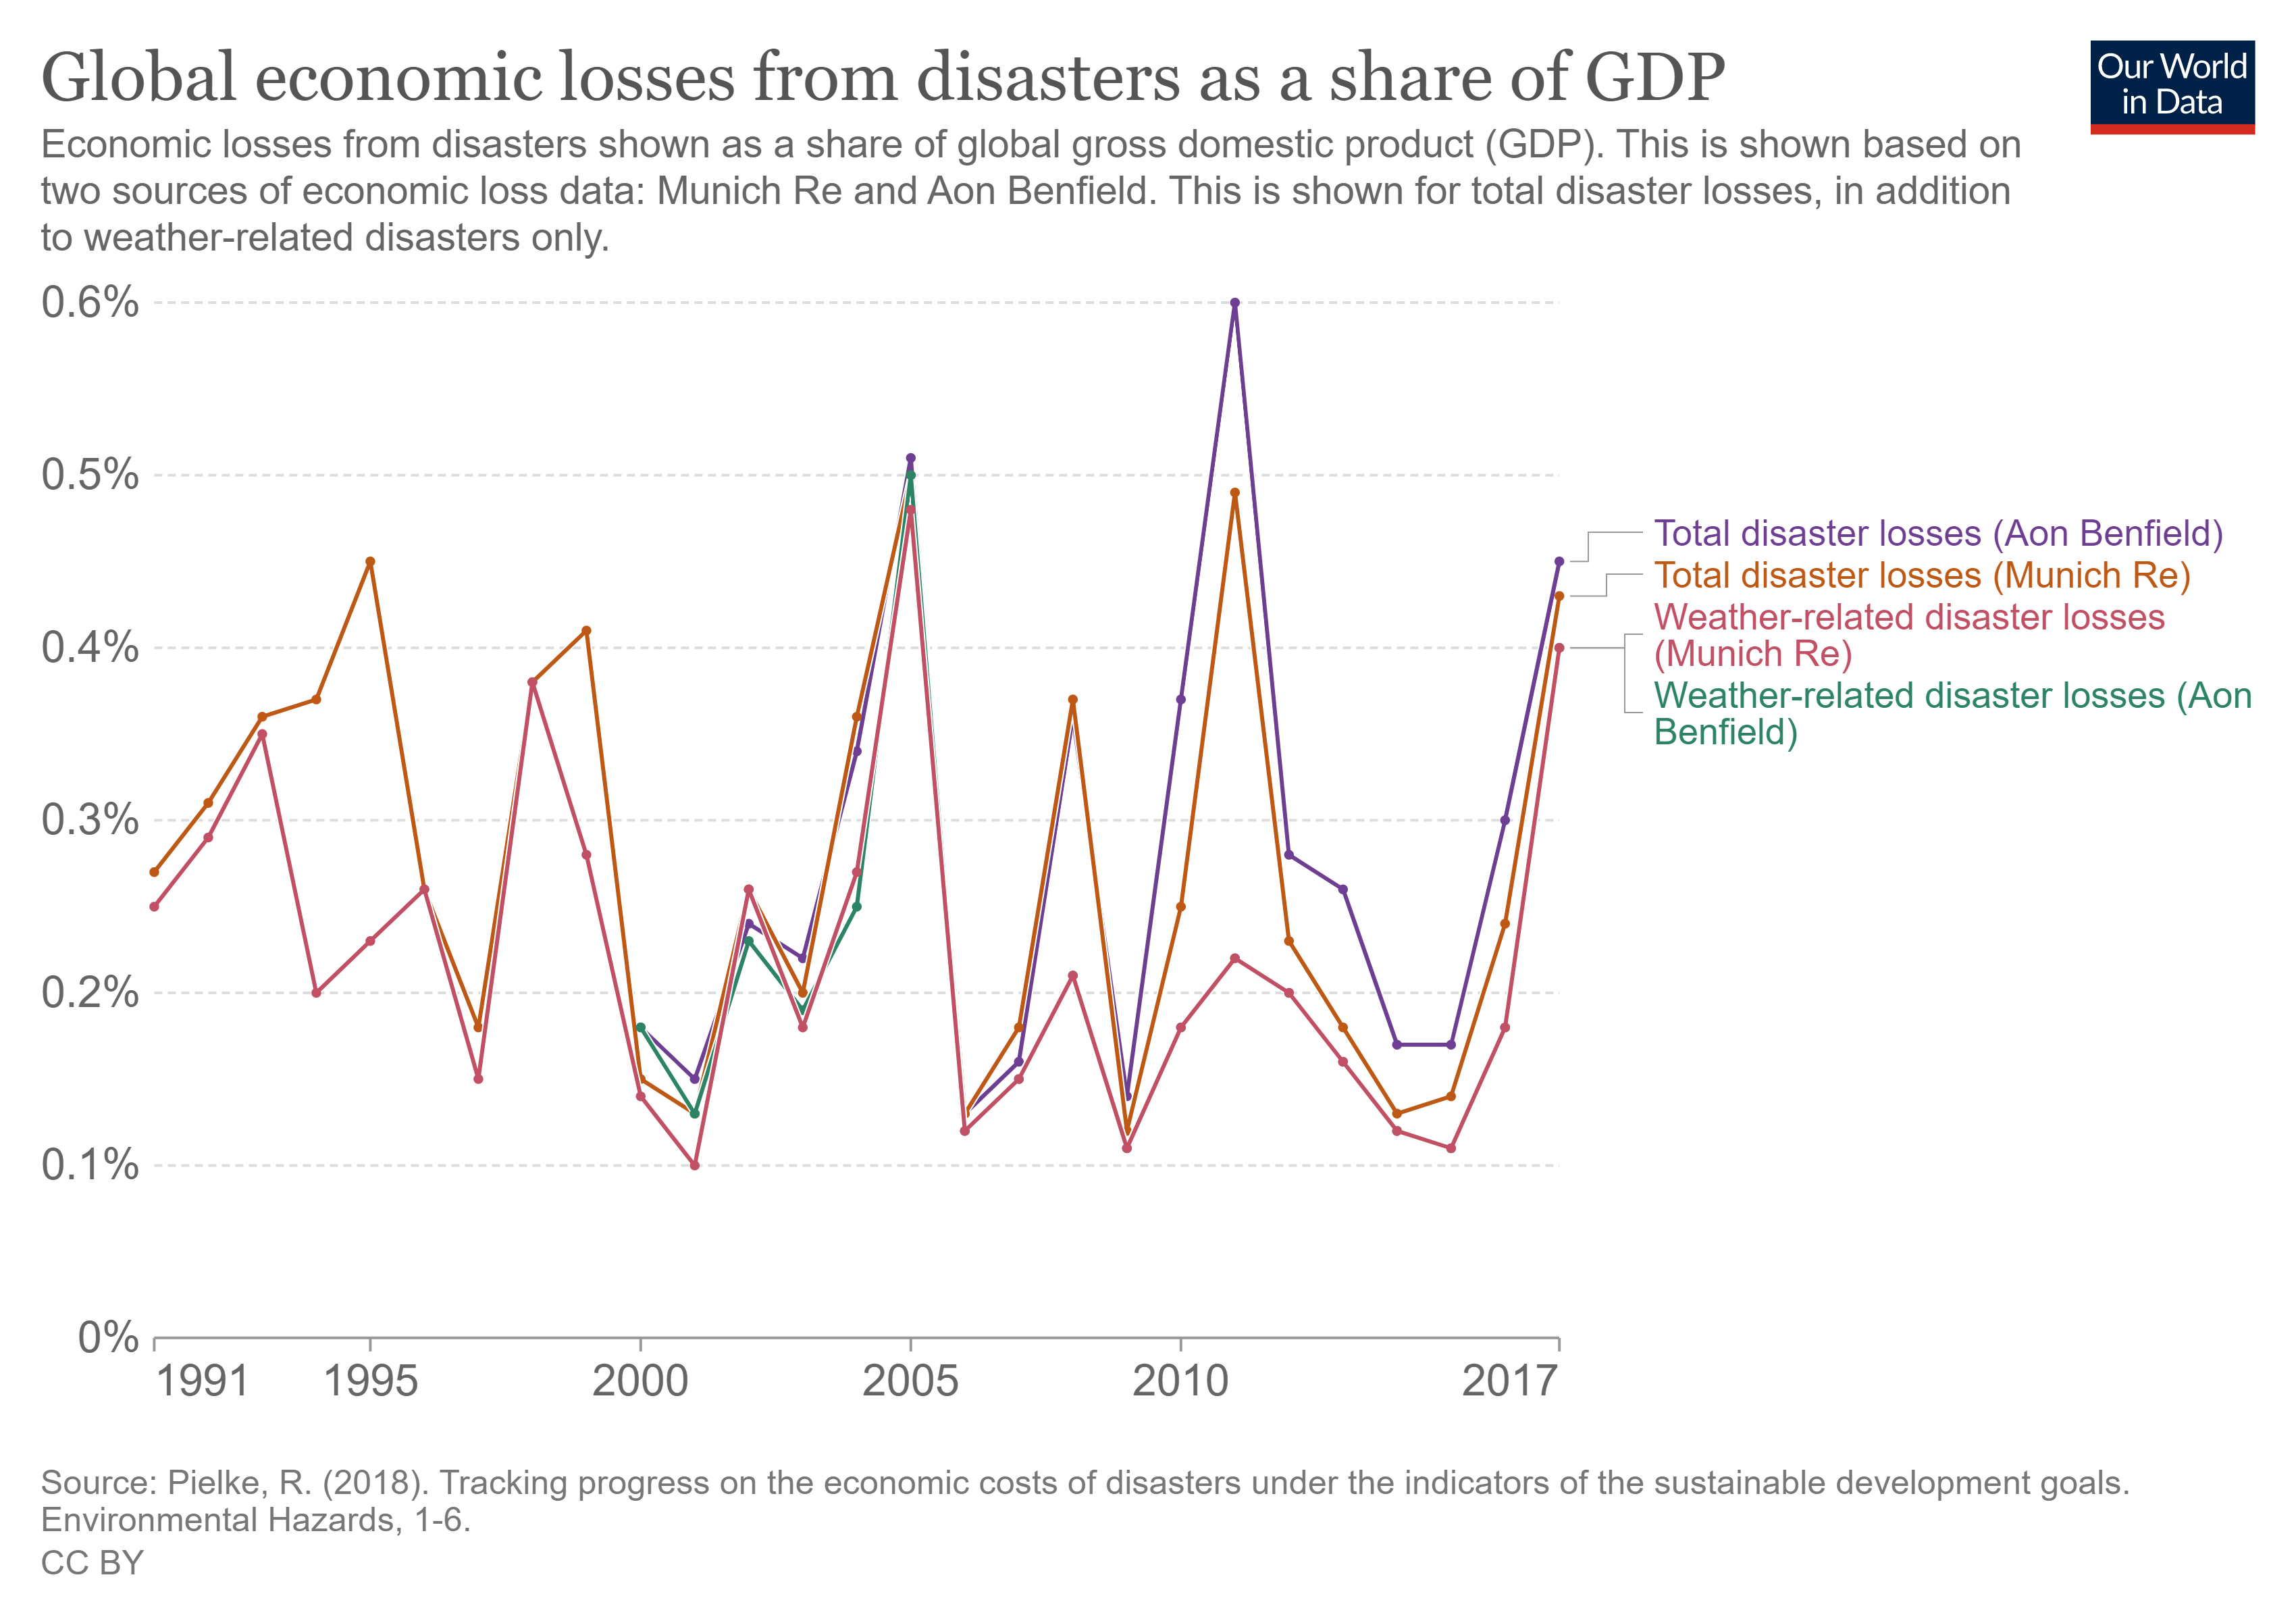 Global economic losses from disasters as a share of GDP
Our World
in Data
Economic losses from disasters shown as a share of global gross domestic product (GDP). This is shown based on
two sources of economic loss data: Munich Re and Aon Benfield. This is shown for total disaster losses, in addition
to weather-related disasters only.
0.6%
0.5%
0.4%
0.3%
0.2%
0.1%
0%
Total disaster losses (Aon Benfield)
Total disaster losses (Munich Re)
Weather-related disaster losses
(Munich Re)
Weather-related disaster losses (Aon
Benfield)
1991 1995 2000 2005 2010 2017
Source: Pielke, R. (2018). Tracking progress on the economic costs of disasters under the indicators of the sustainable development goals.
Environmental Hazards, 1-6.
CC BY